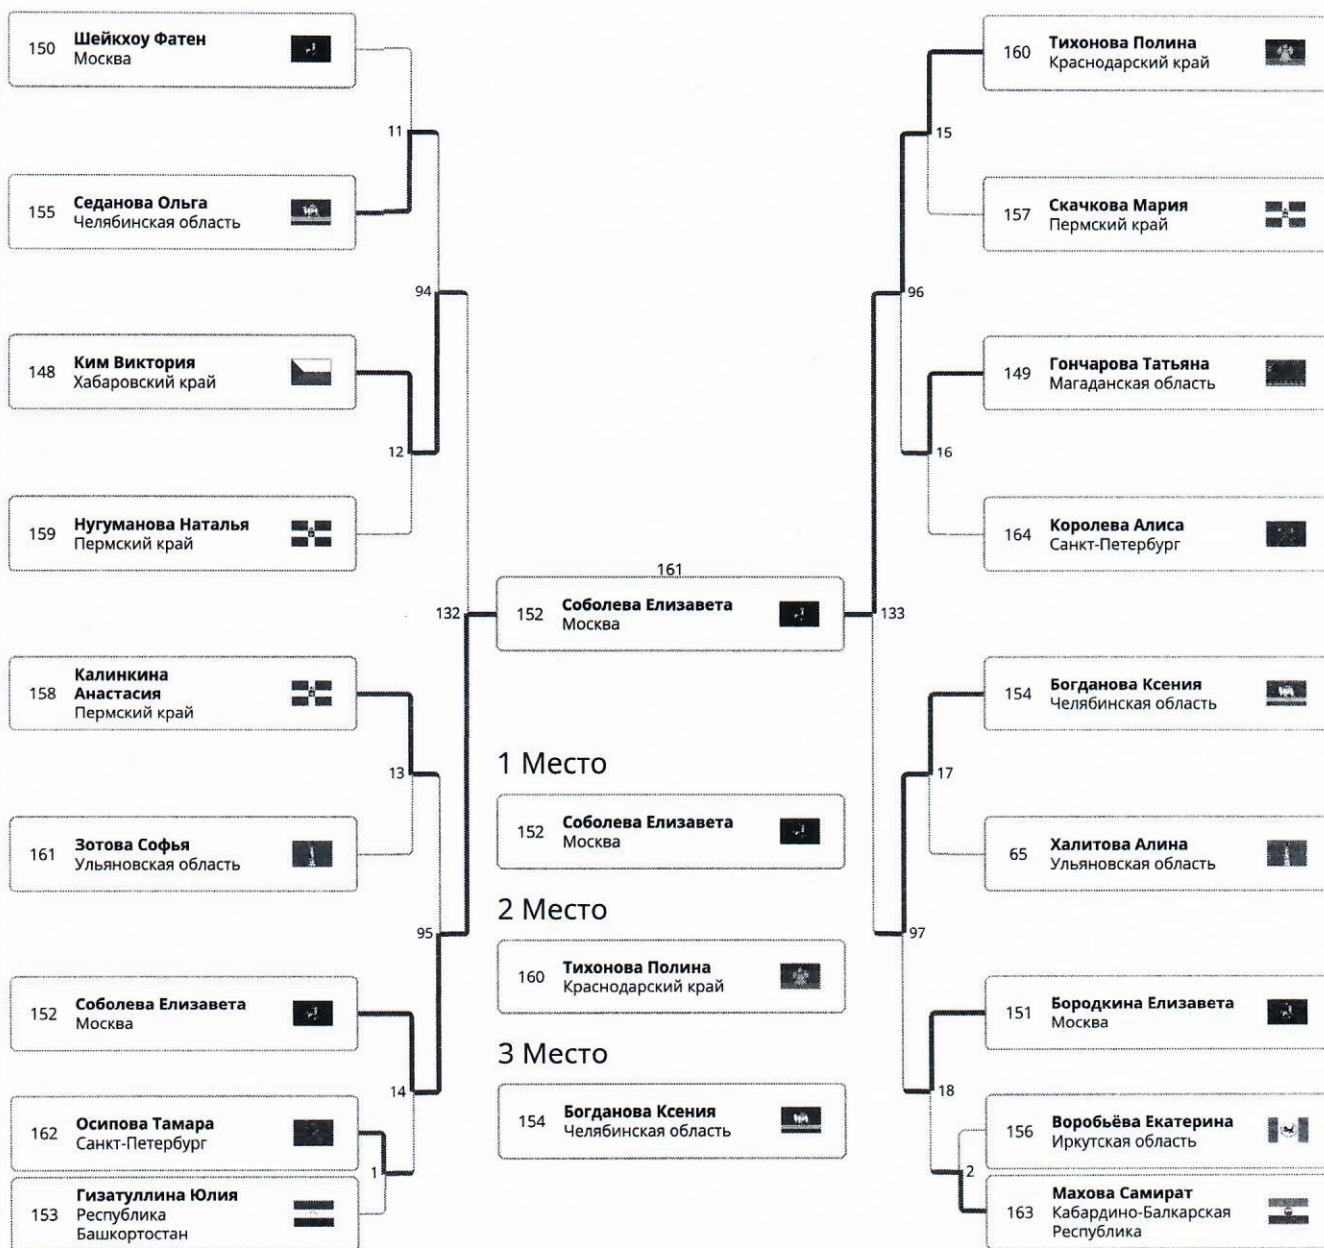 150 Шейкхоу Фатен
Москва
11
155 Седанова Ольга
Челябинская область
94
148 Ким Виктория
Хабаровский край
12
159 Нугуманова Наталья
Пермский край
132
158 Калинкина
Анастасия
Пермский край
13
161 Зотова Софья
Ульяновская область
95
152 Соболева Елизавета
Москва
14
162 Осипова Тамара
Санкт-Петербург
1
153 Гизатуллина Юлия
Республика
Башкортостан
161
152 Соболева Елизавета
Москва
1 Место
152 Соболева Елизавета
Москва
2 Место
160 Тихонова Полина
Краснодарский край
3 Место
154 Богданова Ксения
Челябинская область
160 Тихонова Полина
Краснодарский край
15
157 Скачкова Мария
Пермский край
96
149 Гончарова Татьяна
Магаданская область
16
164 Королева Алиса
Санкт-Петербург
133
154 Богданова Ксения
Челябинская область
17
65 Халитова Алина
Ульяновская область
97
151 Бородкина Елизавета
Москва
18
156 Воробьёва Екатерина
Иркутская область
2
163 Махова Самират
Кабардино-Балкарская
Республика